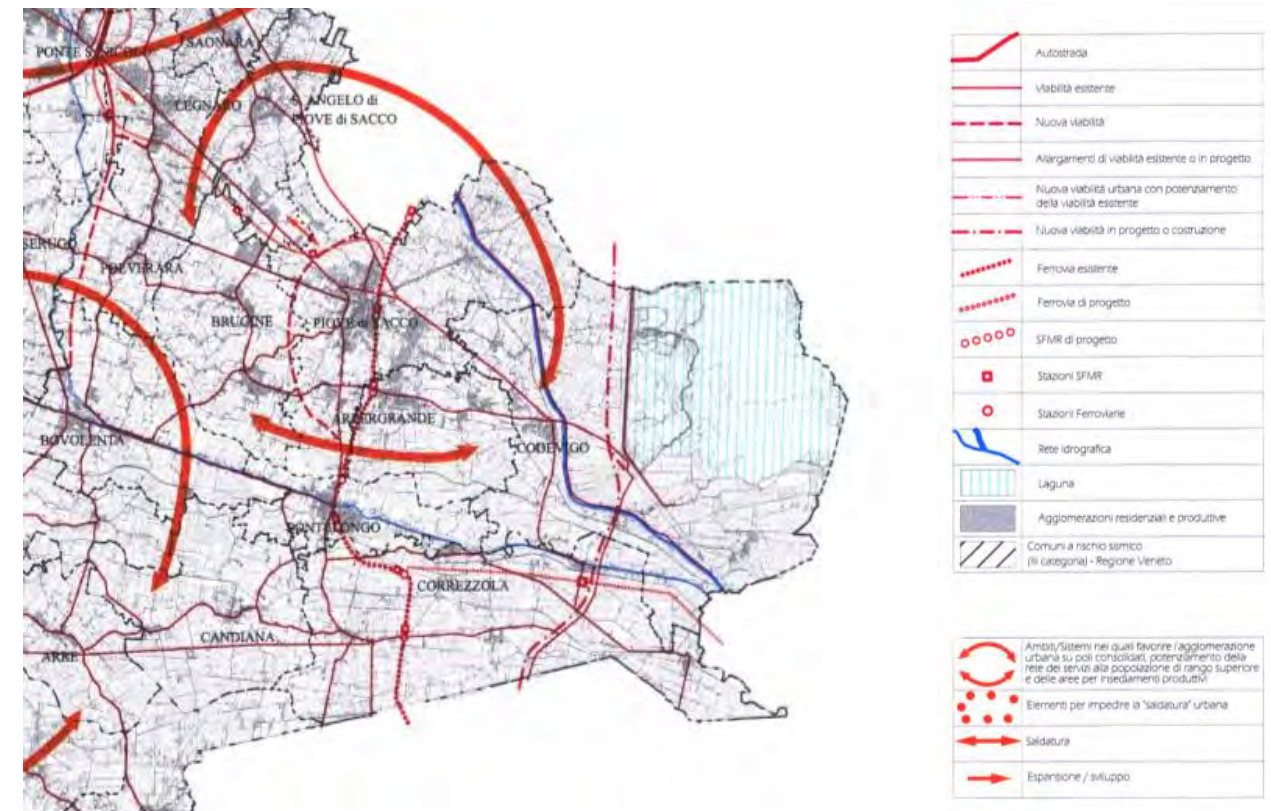 PONTE S. NICOLO'
SAONARA
LEGNARO
S. ANGELO di
PIOVE di SACCO
POLVERARA
BRUGINE
PIOVE di SACCO
ARZERGRANDE
BOVOLENTA
CODEVIGO
PONTELONGO
CORREZZOLA
CANDIANA
ARRE
Autostrada
Viabilità esistente
Nuova viabilità
Allargamenti di viabilità esistente o in progetto
Nuova viabilità urbana con potenziamento
della viabilità esistente
Nuova viabilità in progetto o costruzione
Ferrovia esistente
Ferrovia di progetto
SFMR di progetto
Stazioni SFMR
Stazioni Ferroviarie
Rete idrografica
Laguna
Agglomerazioni residenziali e produttive
Comuni a rischio sismico
(III categoria) - Regione Veneto
Ambiti/Sistemi nei quali favorire l'agglomerazione
urbana su poli consolidati, potenziamento della
rete dei servizi alla popolazione di rango superiore
e delle aree per insediamenti produttivi
Elementi per impedire la "saldatura" urbana
Saldatura
Espansione / sviluppo